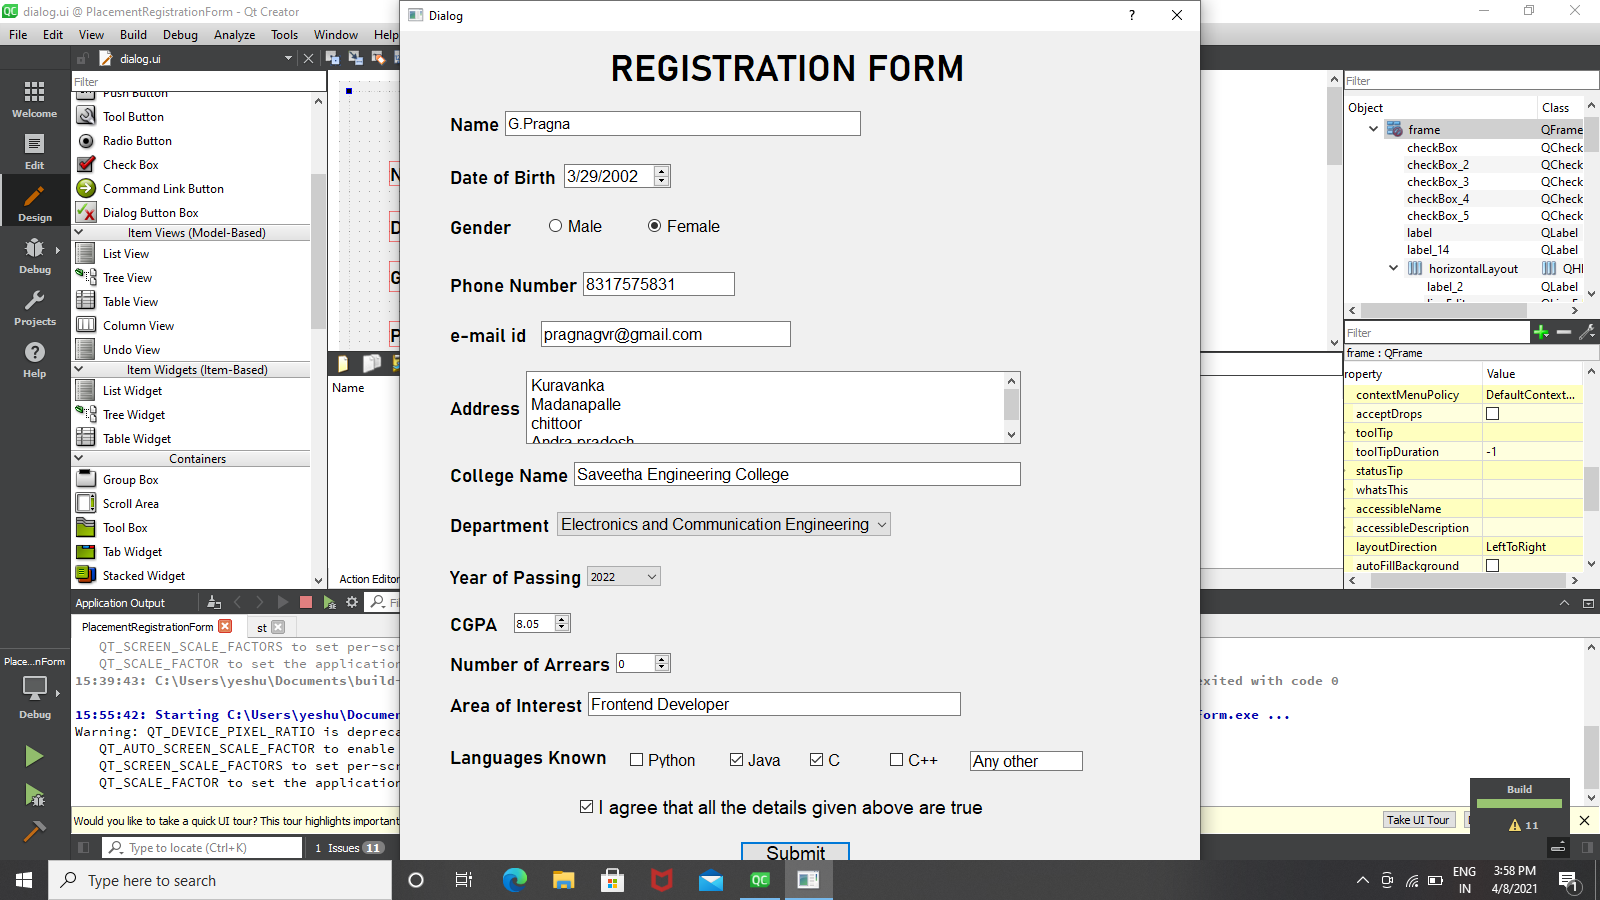 dialog.ui @ PlacementRegistrationForm - Qt Creator
File Edit View Build Debug Analyze Tools Window Help
dialog.ui
Welcome
Edit
Design
Debug
Projects
Help
Place...nForm
Debug
Filter
Push Button
Tool Button
Radio Button
Check Box
Command Link Button
Dialog Button Box
Item Views (Model-Based)
List View
Tree View
Table View
Column View
Undo View
Item Widgets (Item-Based)
List Widget
Tree Widget
Table Widget
Containers
Group Box
Scroll Area
Tool Box
Tab Widget
Stacked Widget
N
D
G
P
Name
Action Editor
Dialog
?
REGISTRATION FORM
Name G.Pragna
Date of Birth 3/29/2002
Gender Male Female
Phone Number 8317575831
e-mail id pragnagvr@gmail.com
Address Kuravanka
Madanapalle
chittoor
Andra pradesh
College Name Saveetha Engineering College
Department Electronics and Communication Engineering
Year of Passing 2022
CGPA 8.05
Number of Arrears 0
Area of Interest Frontend Developer
Languages Known Python Java C C++ Any other
I agree that all the details given above are true
Submit
Filter
Object Class
frame QFrame
checkBox QCheck
checkBox_2 QCheck
checkBox_3 QCheck
checkBox_4 QCheck
checkBox_5 QCheck
label QLabel
label_14 QLabel
horizontalLayout QHI
label_2 QLabel
Filter
frame : QFrame
roperty Value
contextMenuPolicy DefaultContext...
acceptDrops
toolTip
toolTipDuration -1
statusTip
whatsThis
accessibleName
accessibleDescription
layoutDirection LeftToRight
autoFillBackground
Application Output
PlacementRegistrationForm st
QT_SCREEN_SCALE_FACTORS to set per-scr
QT_SCALE_FACTOR to set the application
15:39:43: C:\Users\yeshu\Documents\build- xited with code 0
15:55:42: Starting C:\Users\yeshu\Documen orm.exe ...
Warning: QT_DEVICE_PIXEL_RATIO is depreca
QT_AUTO_SCREEN_SCALE_FACTOR to enable
QT_SCREEN_SCALE_FACTORS to set per-scr
QT_SCALE_FACTOR to set the application
Would you like to take a quick UI tour? This tour highlights important
Take UI Tour
Build
11
Type to locate (Ctrl+K) 1 Issues 11
Type here to search
QC
ENG
IN
3:58 PM
4/8/2021
1